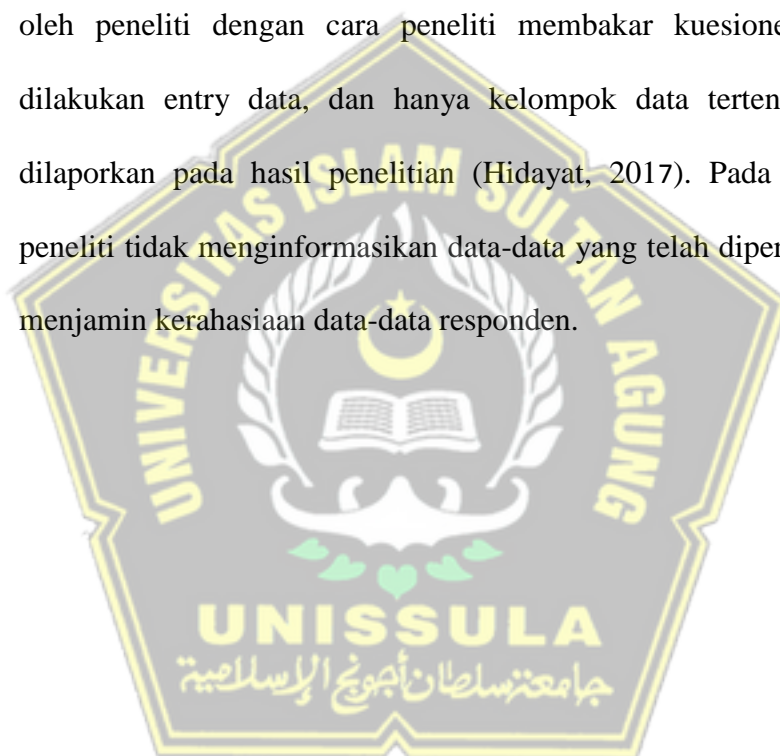 oleh peneliti dengan cara peneliti membakar kuesione
dilakukan entry data, dan hanya kelompok data terten
dilaporkan pada hasil penelitian (Hidayat, 2017). Pada
peneliti tidak menginformasikan data-data yang telah diper
menjamin kerahasiaan data-data responden.
UNIVERSITAS ISLAM SULTAN AGUNG
UNISSULA
جامعة سلطان أجونج الإسلامية